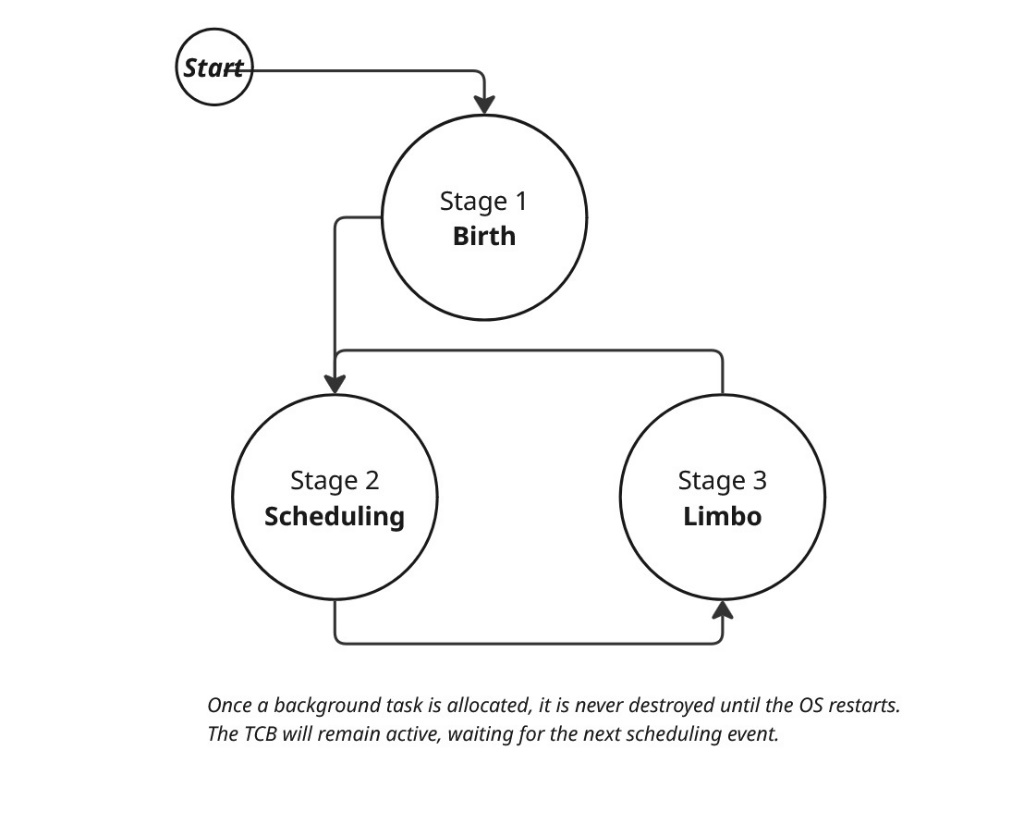 Start
Stage 1
Birth
Stage 2
Scheduling
Stage 3
Limbo
Once a background task is allocated, it is never destroyed until the OS restarts.
The TCB will remain active, waiting for the next scheduling event.